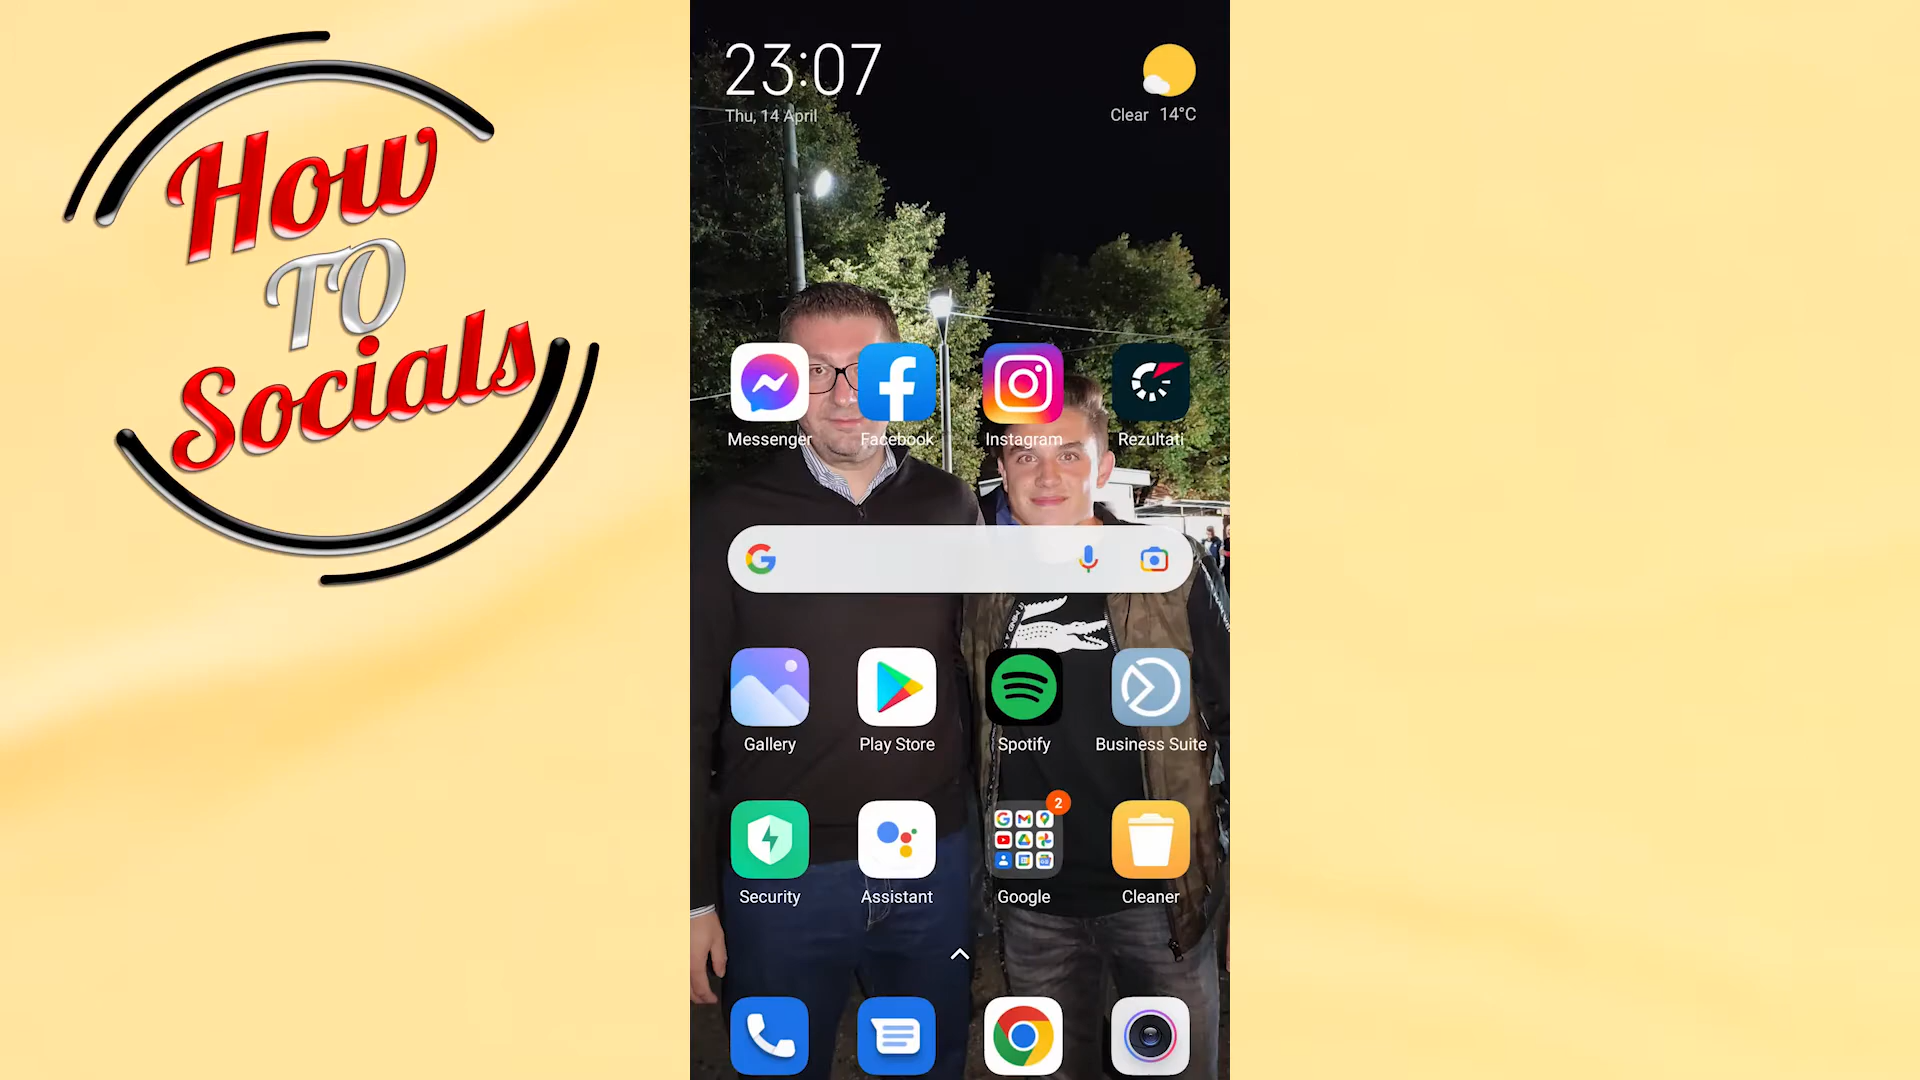 How
TO
Socials
23:07
Thu, 14 April
Clear 14°C
Messenger
Facebook
Instagram
Rezultati
Gallery
Play Store
Spotify
Business Suite
2
Security
Assistant
Google
Cleaner